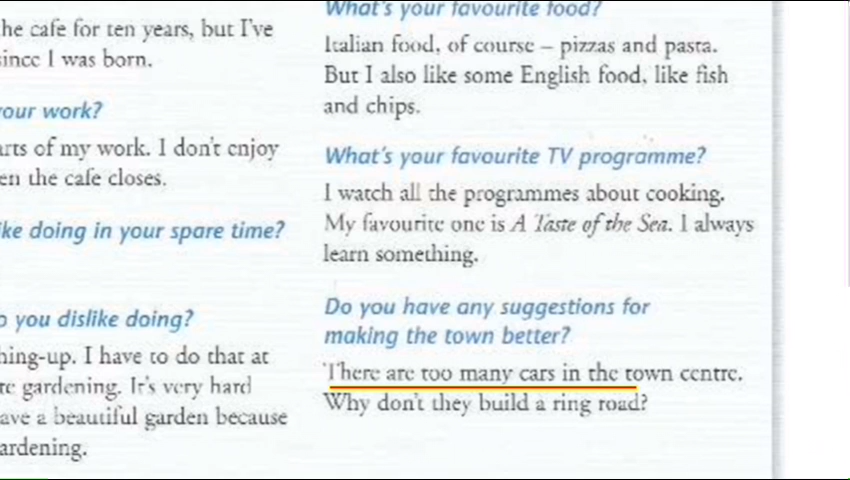 he cafe for ten years, but I've
since I was born.
your work?
arts of my work. I don't enjoy
en the cafe closes.
ike doing in your spare time?
o you dislike doing?
hing-up. I have to do that at
te gardening. It's very hard
ave a beautiful garden because
ardening.
What's your favourite food?
Italian food, of course – pizzas and pasta.
But I also like some English food, like fish
and chips.
What's your favourite TV programme?
I watch all the programmes about cooking.
My favourite one is A Taste of the Sea. I always
learn something.
Do you have any suggestions for
making the town better?
There are too many cars in the town centre.
Why don't they build a ring road?